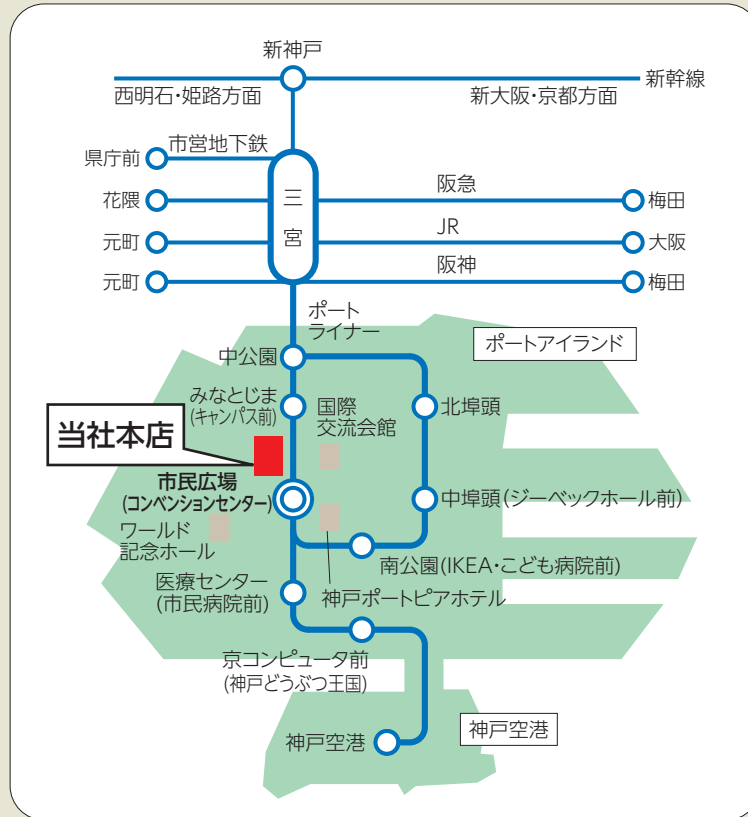 新神戸
新幹線
西明石・姫路方面
新大阪・京都方面
市営地下鉄
県庁前
三宮
阪急
花隈
梅田
JR
元町
大阪
阪神
元町
梅田
ポート
ライナー
ポートアイランド
中公園
みなとじま
(キャンパス前)
国際
交流会館
北埠頭
当社本店
市民広場
(コンベンションセンター)
中埠頭(ジーベックホール前)
ワールド
記念ホール
南公園(IKEA・こども病院前)
医療センター
(市民病院前)
神戸ポートピアホテル
京コンピュータ前
(神戸どうぶつ王国)
神戸空港
神戸空港